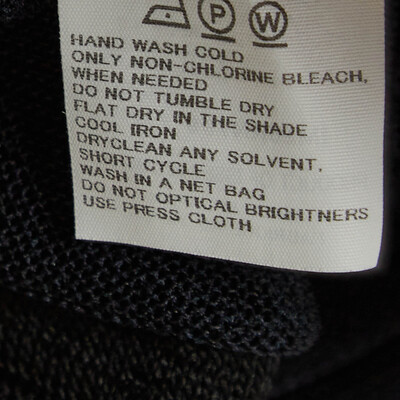 P W
HAND WASH COLD
ONLY NON-CHLORINE BLEACH,
WHEN NEEDED
DO NOT TUMBLE DRY
FLAT DRY IN THE SHADE
COOL IRON
DRYCLEAN ANY SOLVENT,
SHORT CYCLE
WASH IN A NET BAG
DO NOT OPTICAL BRIGHTNERS
USE PRESS CLOTH